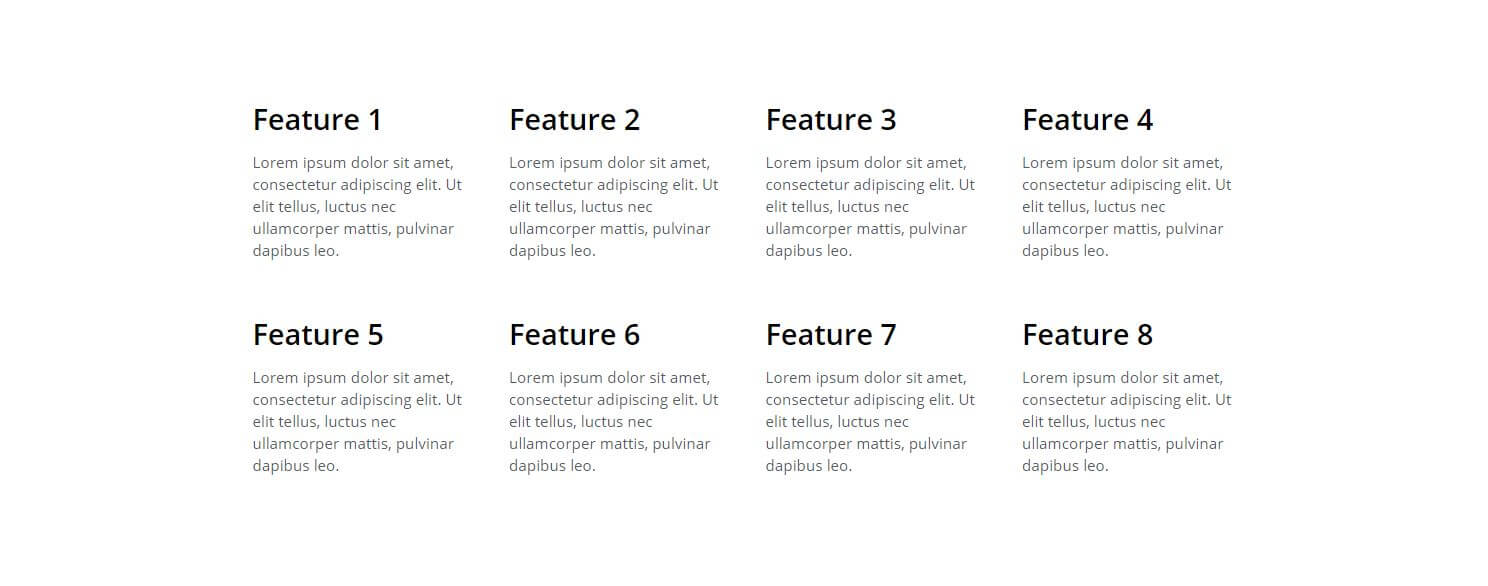 Feature 1
Lorem ipsum dolor sit amet,
consectetur adipiscing elit. Ut
elit tellus, luctus nec
ullamcorper mattis, pulvinar
dapibus leo.
Feature 2
Lorem ipsum dolor sit amet,
consectetur adipiscing elit. Ut
elit tellus, luctus nec
ullamcorper mattis, pulvinar
dapibus leo.
Feature 3
Lorem ipsum dolor sit amet,
consectetur adipiscing elit. Ut
elit tellus, luctus nec
ullamcorper mattis, pulvinar
dapibus leo.
Feature 4
Lorem ipsum dolor sit amet,
consectetur adipiscing elit. Ut
elit tellus, luctus nec
ullamcorper mattis, pulvinar
dapibus leo.
Feature 5
Lorem ipsum dolor sit amet,
consectetur adipiscing elit. Ut
elit tellus, luctus nec
ullamcorper mattis, pulvinar
dapibus leo.
Feature 6
Lorem ipsum dolor sit amet,
consectetur adipiscing elit. Ut
elit tellus, luctus nec
ullamcorper mattis, pulvinar
dapibus leo.
Feature 7
Lorem ipsum dolor sit amet,
consectetur adipiscing elit. Ut
elit tellus, luctus nec
ullamcorper mattis, pulvinar
dapibus leo.
Feature 8
Lorem ipsum dolor sit amet,
consectetur adipiscing elit. Ut
elit tellus, luctus nec
ullamcorper mattis, pulvinar
dapibus leo.